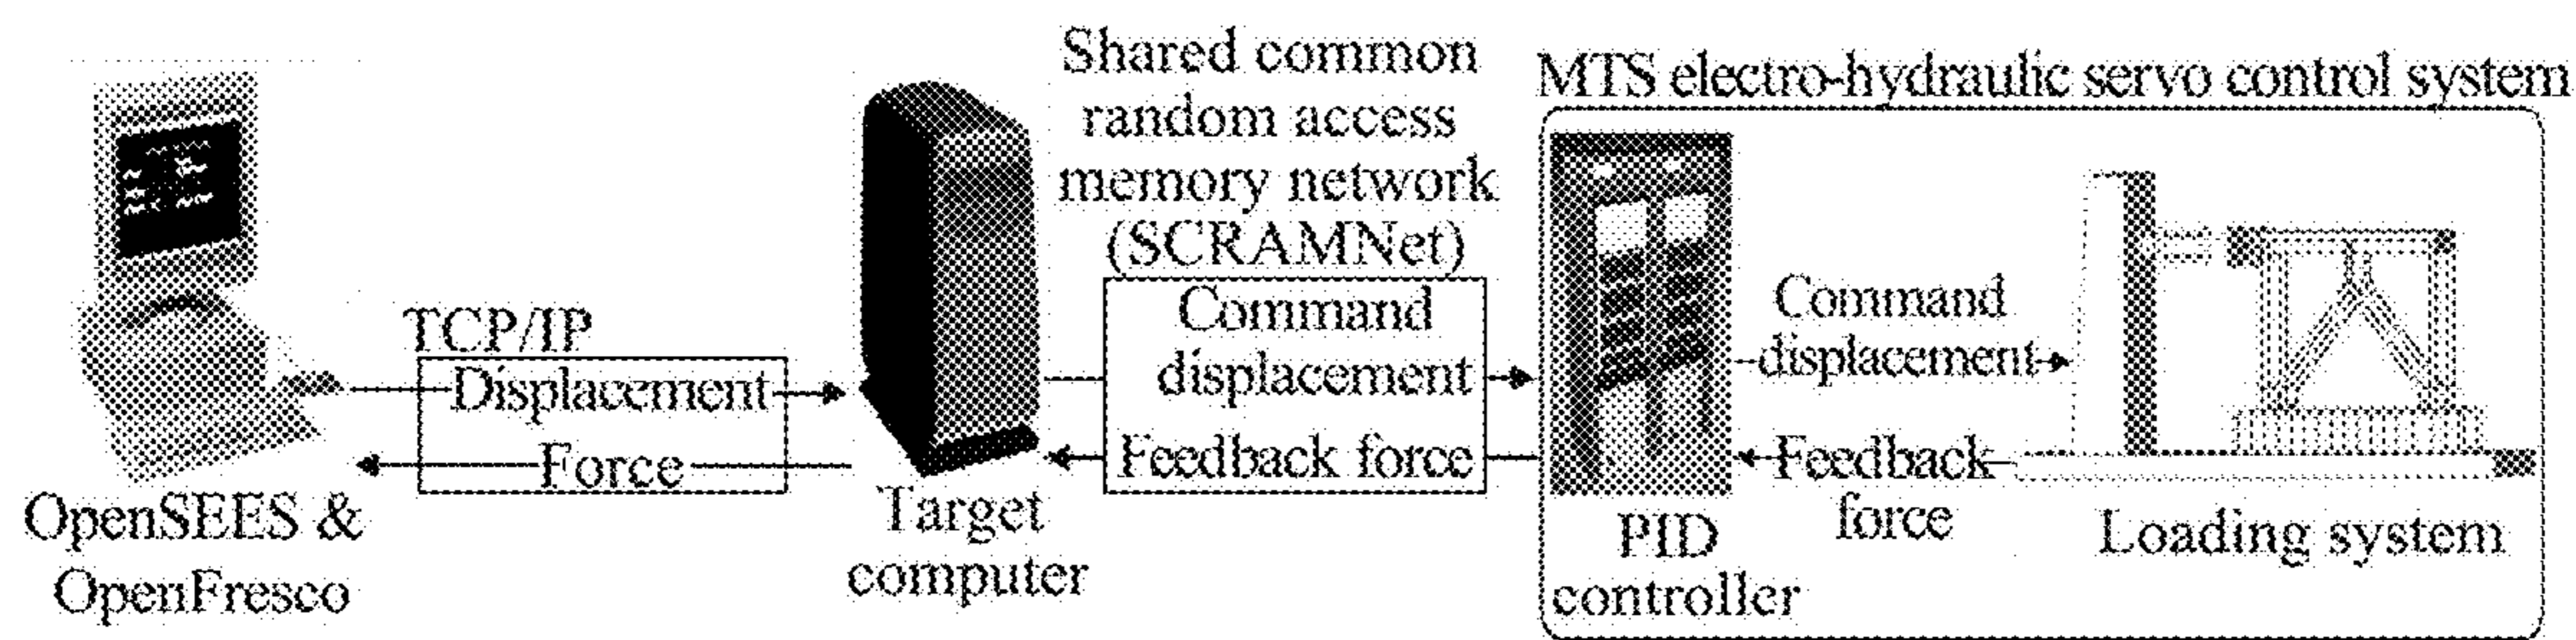 OpenSEES &
OpenFresco
TCP/IP
Displacement
Force
Target
computer
Shared common
random access
memory network
(SCRAMNet)
Command
displacement
Feedback force
MTS electro-hydraulic servo control system
PID
controller
Command
displacement
Feedback
force
Loading system